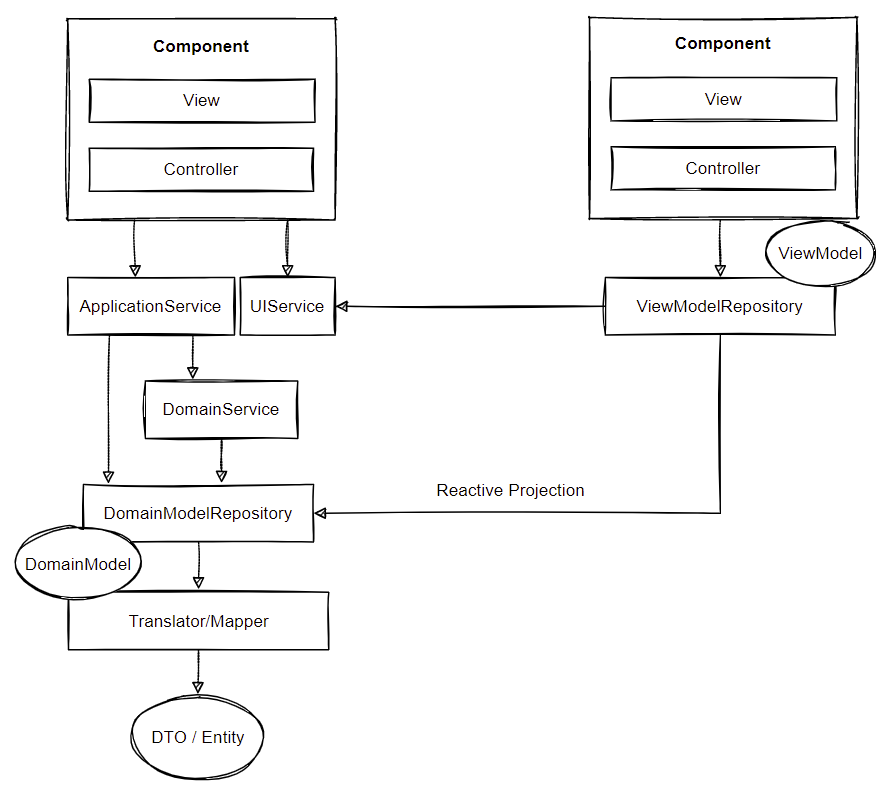 Component
View
Controller
Component
View
Controller
ViewModel
ApplicationService
UIService
ViewModelRepository
DomainService
Reactive Projection
DomainModelRepository
DomainModel
Translator/Mapper
DTO / Entity